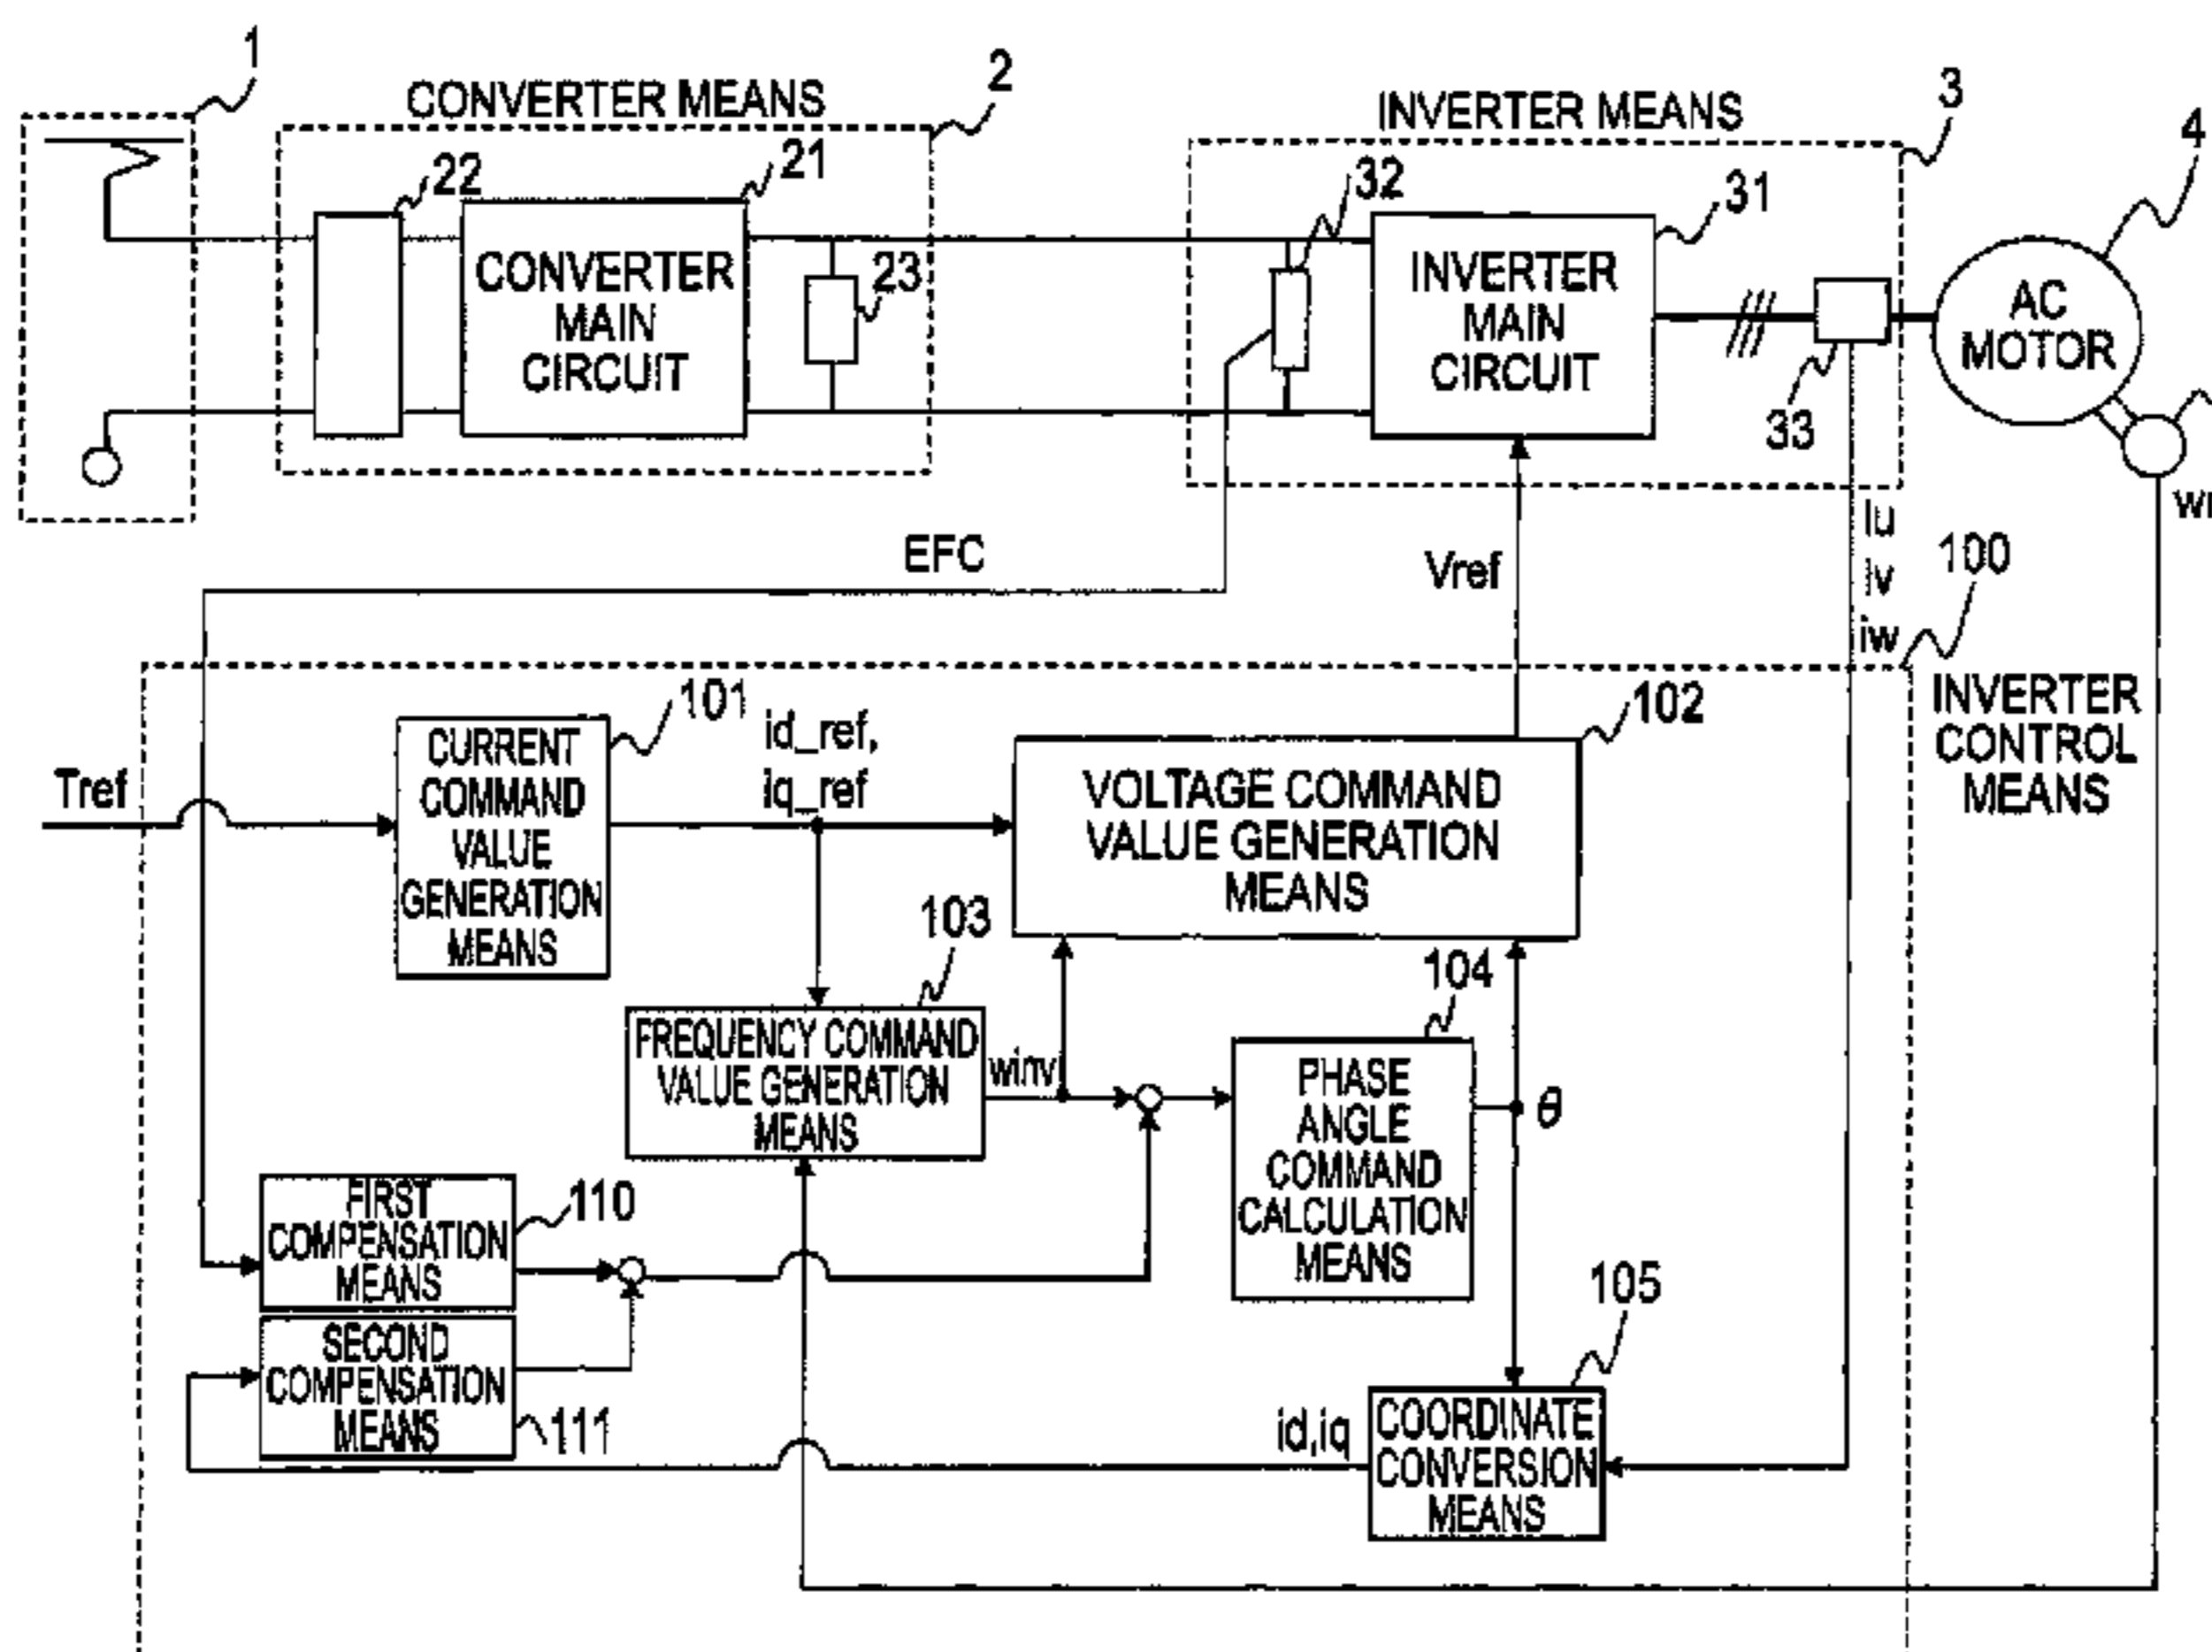 1
CONVERTER MEANS
2
INVERTER MEANS
3
4
22
21
32
31
CONVERTER
MAIN
CIRCUIT
23
INVERTER
MAIN
CIRCUIT
33
AC
MOTOR
EFC
Vref
iu
iv
iw
100
INVERTER
CONTROL
MEANS
Tref
101
CURRENT
COMMAND
VALUE
GENERATION
MEANS
id_ref,
iq_ref
102
VOLTAGE COMMAND
VALUE GENERATION
MEANS
103
FREQUENCY COMMAND
VALUE GENERATION
MEANS
winv
104
PHASE
ANGLE
COMMAND
CALCULATION
MEANS
θ
FIRST
COMPENSATION
MEANS
110
SECOND
COMPENSATION
MEANS
111
id,iq
105
COORDINATE
CONVERSION
MEANS